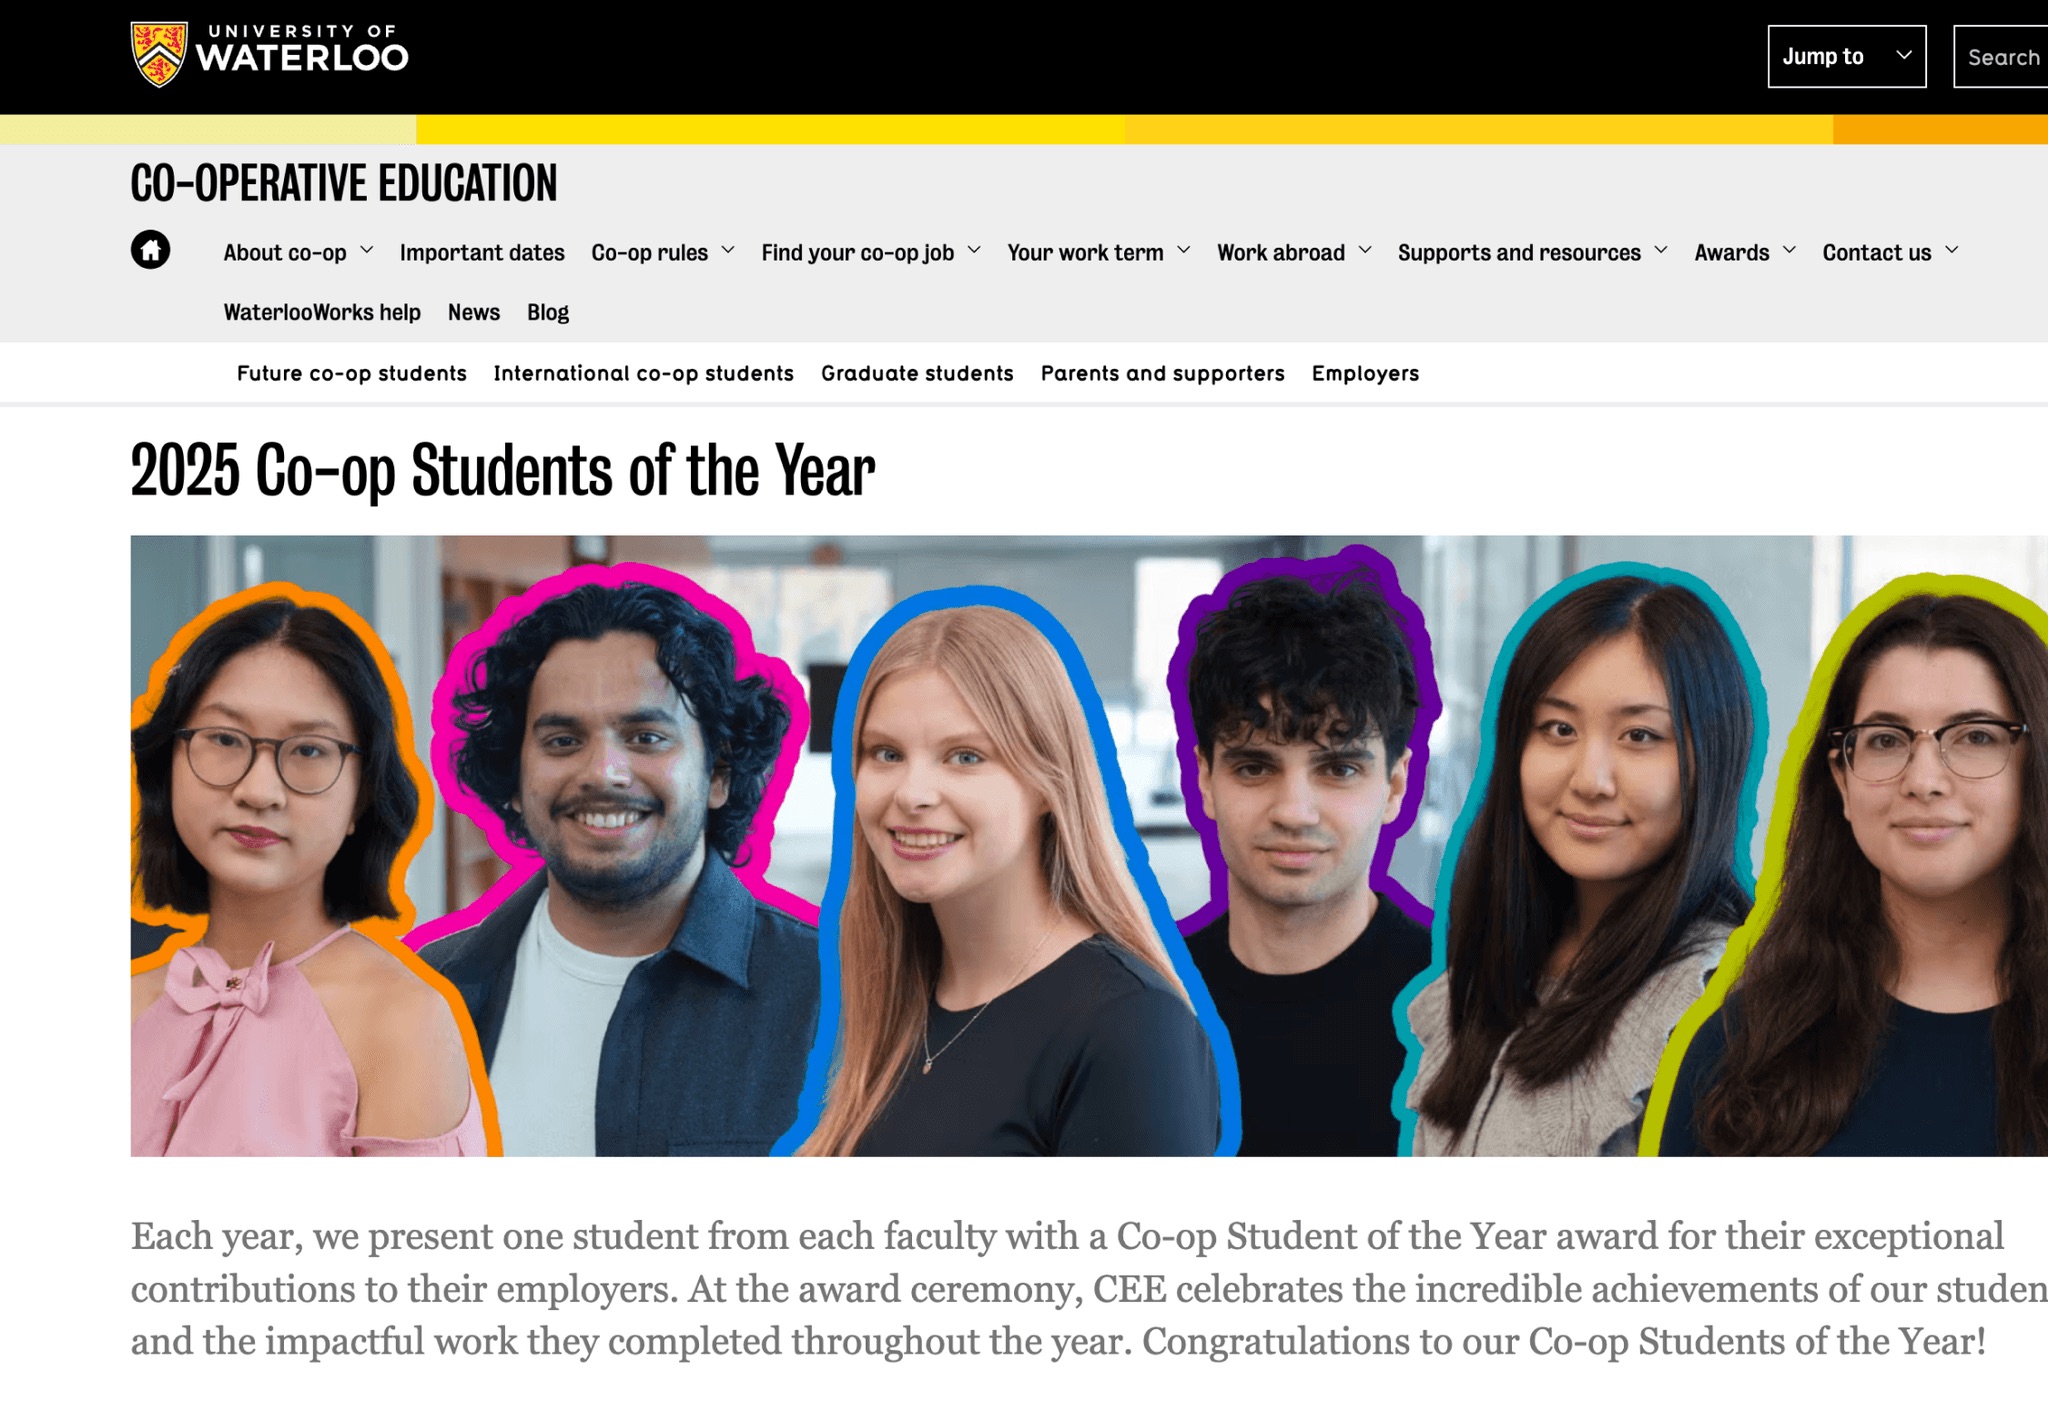 UNIVERSITY OF
WATERLOO
Jump to
Search
CO-OPERATIVE EDUCATION
About co-op Important dates Co-op rules Find your co-op job Your work term Work abroad Supports and resources Awards Contact us
WaterlooWorks help News Blog
Future co-op students International co-op students Graduate students Parents and supporters Employers
2025 Co-op Students of the Year
Each year, we present one student from each faculty with a Co-op Student of the Year award for their exceptional
contributions to their employers. At the award ceremony, CEE celebrates the incredible achievements of our studen
and the impactful work they completed throughout the year. Congratulations to our Co-op Students of the Year!